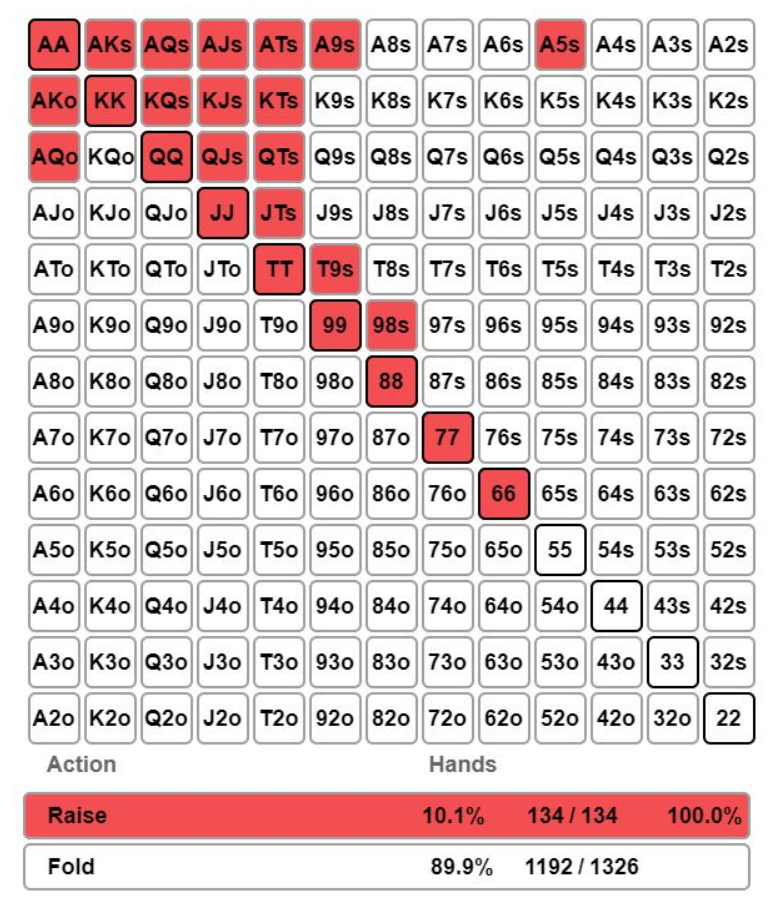 AA AKs AQs AJs ATs A9s A8s A7s A6s A5s A4s A3s A2s
AKo KK KQs KJs KTs K9s K8s K7s K6s K5s K4s K3s K2s
AQo KQo QQ QJs QTs Q9s Q8s Q7s Q6s Q5s Q4s Q3s Q2s
AJo KJo QJo JJ JTs J9s J8s J7s J6s J5s J4s J3s J2s
ATo KTo QTo JTo TT T9s T8s T7s T6s T5s T4s T3s T2s
A9o K9o Q9o J9o T9o 99 98s 97s 96s 95s 94s 93s 92s
A8o K8o Q8o J8o T8o 98o 88 87s 86s 85s 84s 83s 82s
A7o K7o Q7o J7o T7o 97o 87o 77 76s 75s 74s 73s 72s
A6o K6o Q6o J6o T6o 96o 86o 76o 66 65s 64s 63s 62s
A5o K5o Q5o J5o T5o 95o 85o 75o 65o 55 54s 53s 52s
A4o K4o Q4o J4o T4o 94o 84o 74o 64o 54o 44 43s 42s
A3o K3o Q3o J3o T3o 93o 83o 73o 63o 53o 43o 33 32s
A2o K2o Q2o J2o T2o 92o 82o 72o 62o 52o 42o 32o 22
Action Hands
Raise 10.1% 134 / 134 100.0%
Fold 89.9% 1192 / 1326